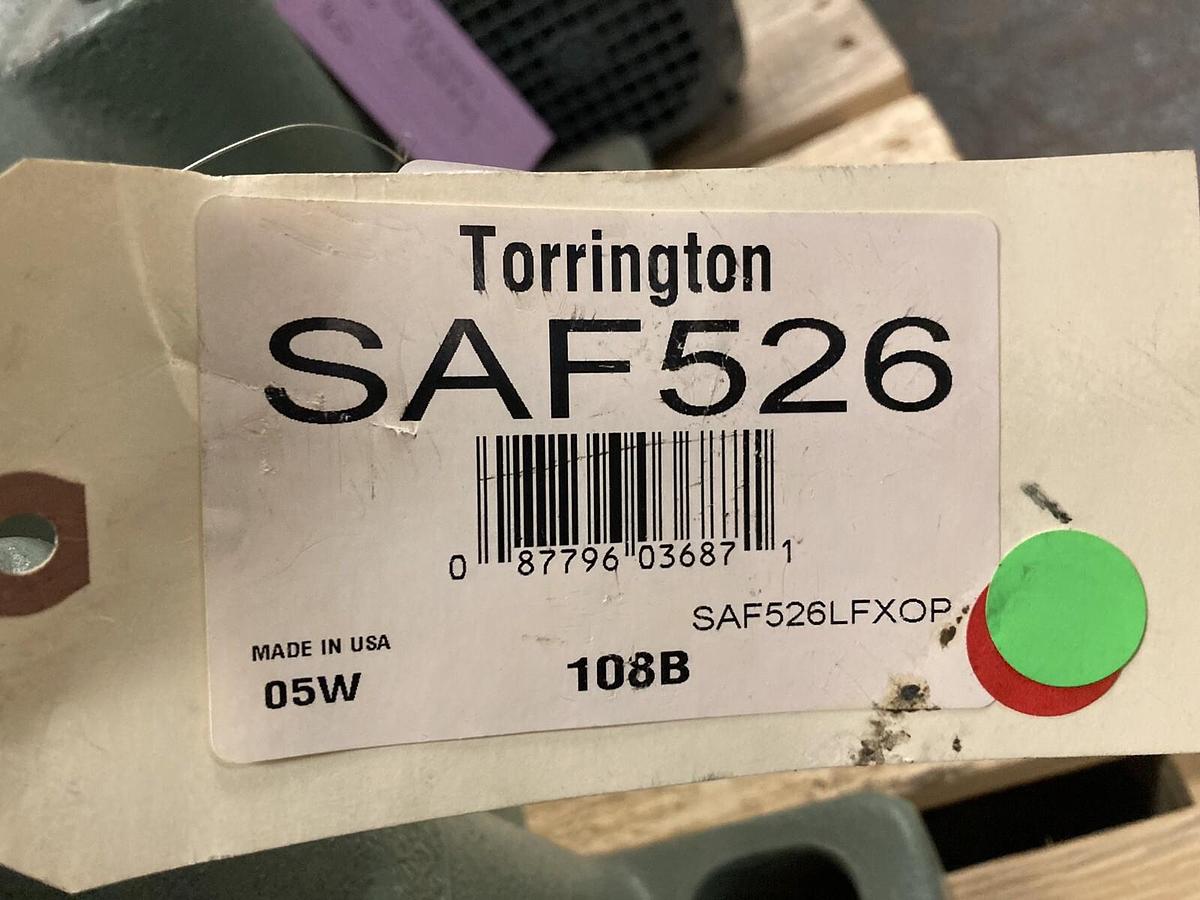 Torrington
SAF526
0 87796 03687 1
SAF526LFXOP
MADE IN USA
05W
108B